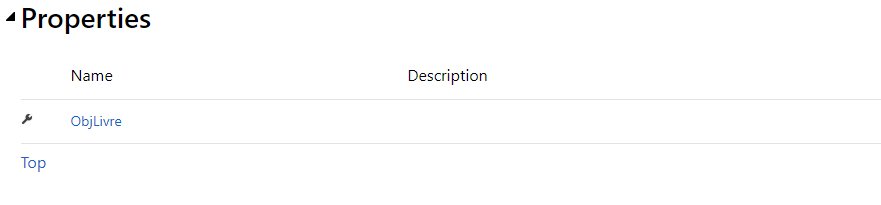 Properties
Name Description
ObjLivre
Top